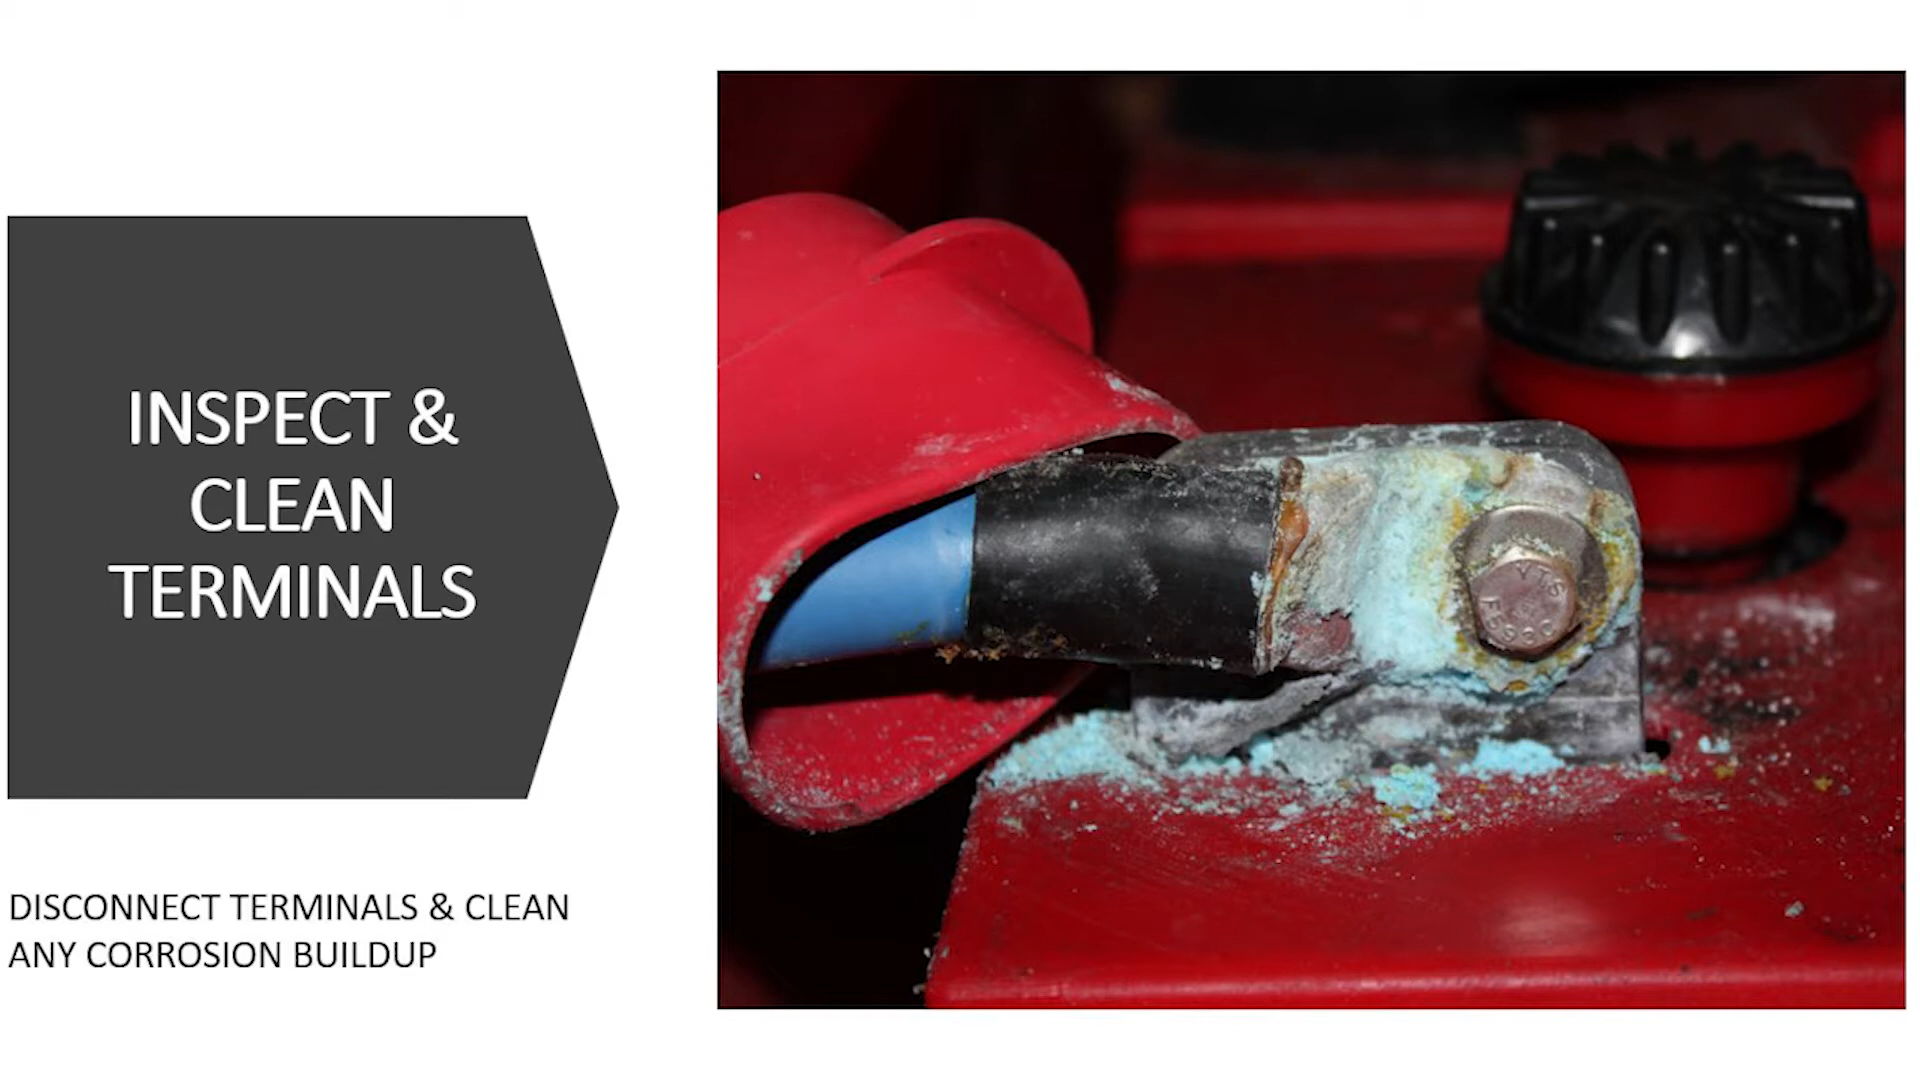 INSPECT &
CLEAN
TERMINALS
DISCONNECT TERMINALS & CLEAN
ANY CORROSION BUILDUP